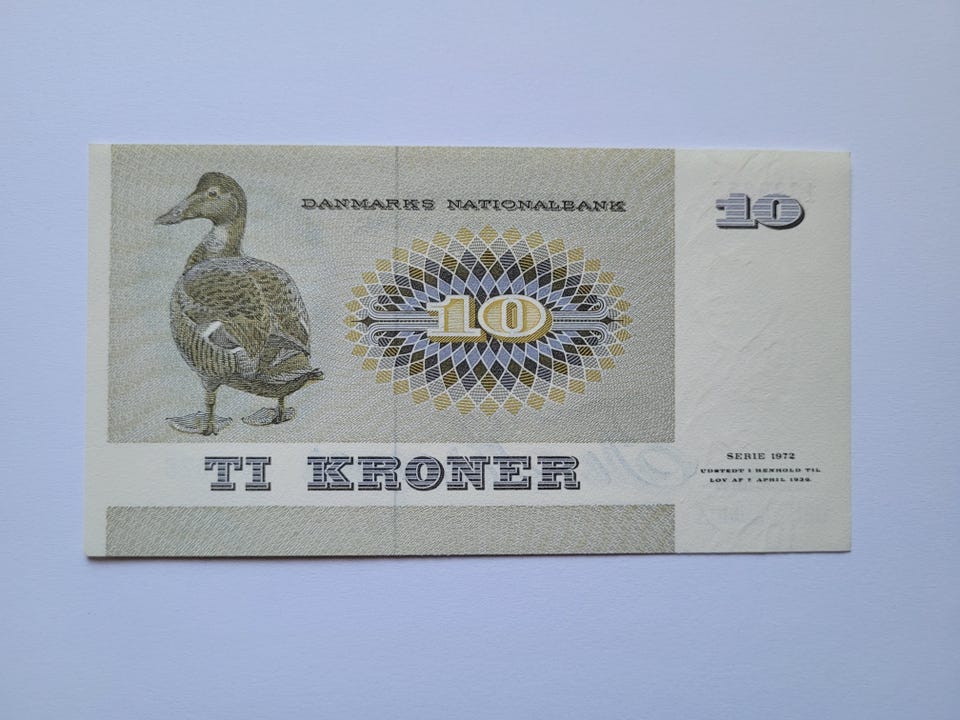 DANMARKS NATIONALBANK
10
10
TI KRONER
SERIE 1972
UDSTEDT I HENHOLD TIL
LOV AF 7 APRIL 1936